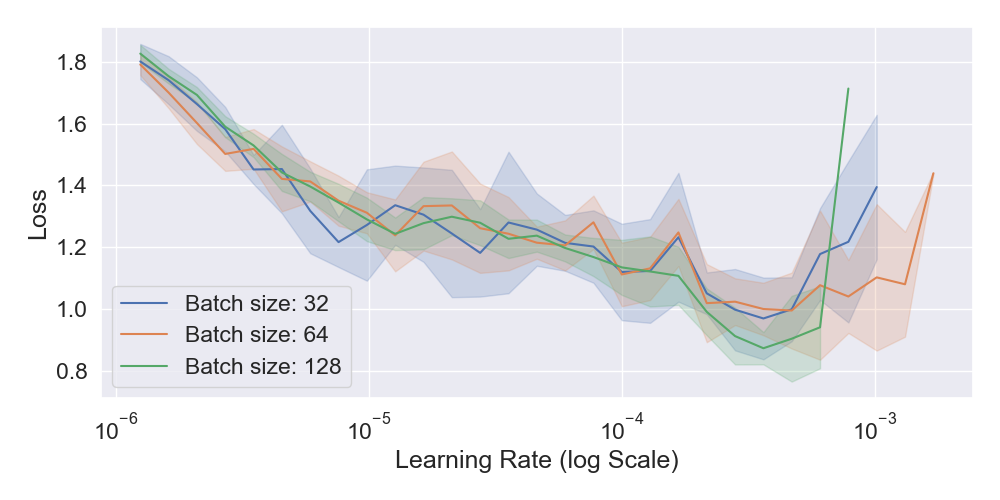 1.8
1.6
1.4
1.2
1.0
0.8
Loss
Batch size: 32
Batch size: 64
Batch size: 128
10⁻⁶ 10⁻⁵ 10⁻⁴ 10⁻³
Learning Rate (log Scale)